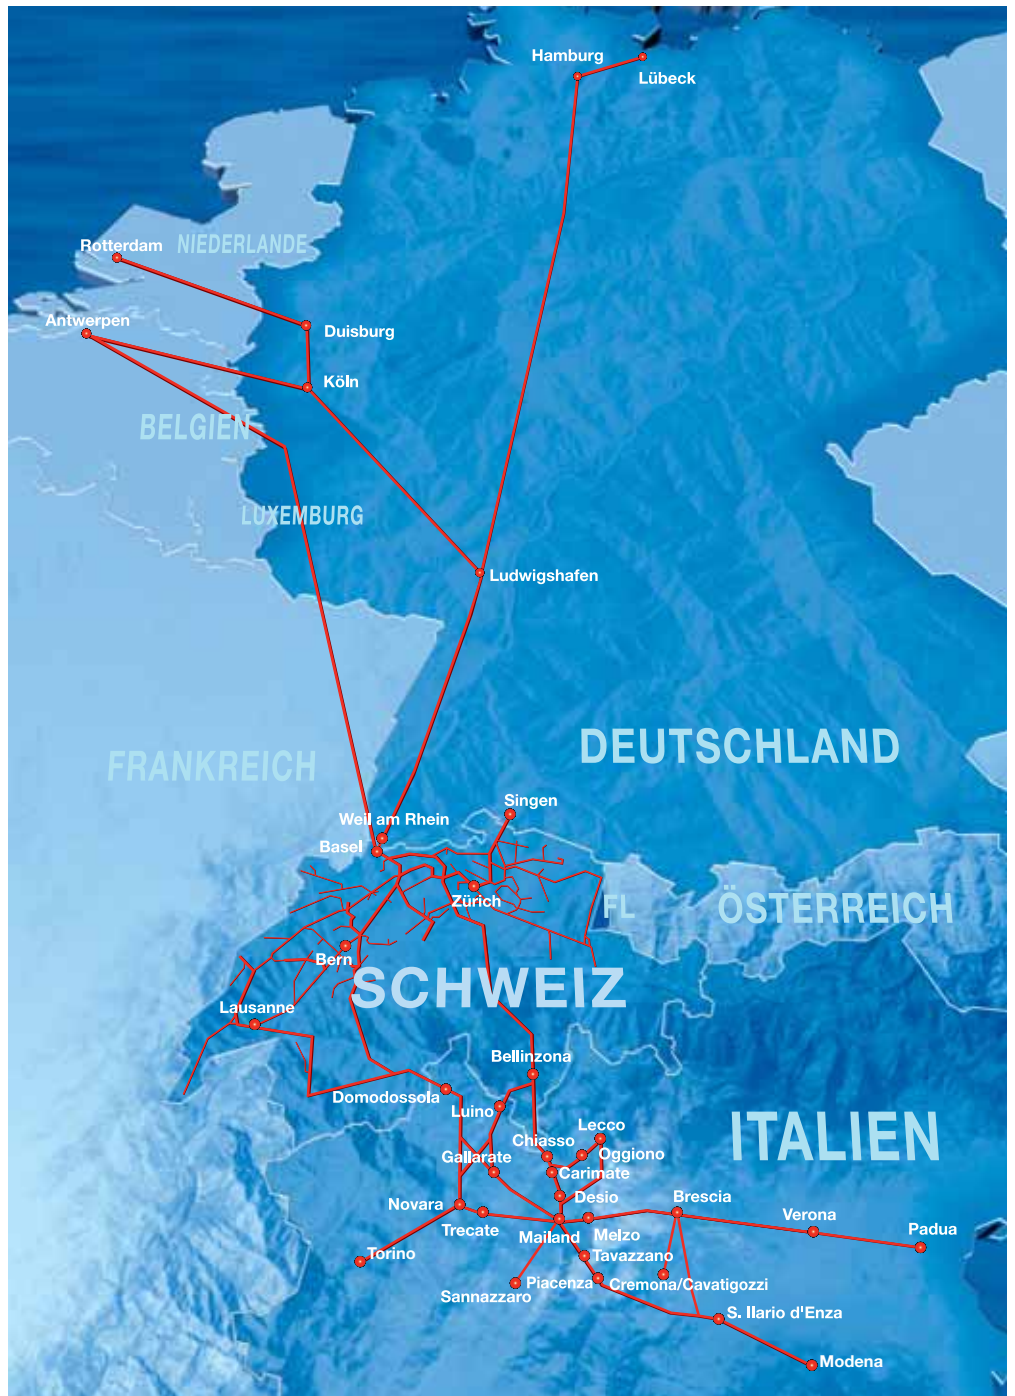 Hamburg
Lübeck
NIEDERLANDE
Rotterdam
Antwerpen
Duisburg
Köln
BELGIEN
LUXEMBURG
Ludwigshafen
DEUTSCHLAND
FRANKREICH
Singen
Weil am Rhein
Basel
Zürich
FL
ÖSTERREICH
Bern
SCHWEIZ
Lausanne
Bellinzona
Domodossola
Luino
Lecco
ITALIEN
Chiasso
Oggiono
Gallarate
Carimate
Desio
Brescia
Novara
Verona
Trecate
Mailand
Melzo
Padua
Torino
Tavazzano
Piacenza
Cremona/Cavatigozzi
Sannazzaro
S. Ilario d'Enza
Modena